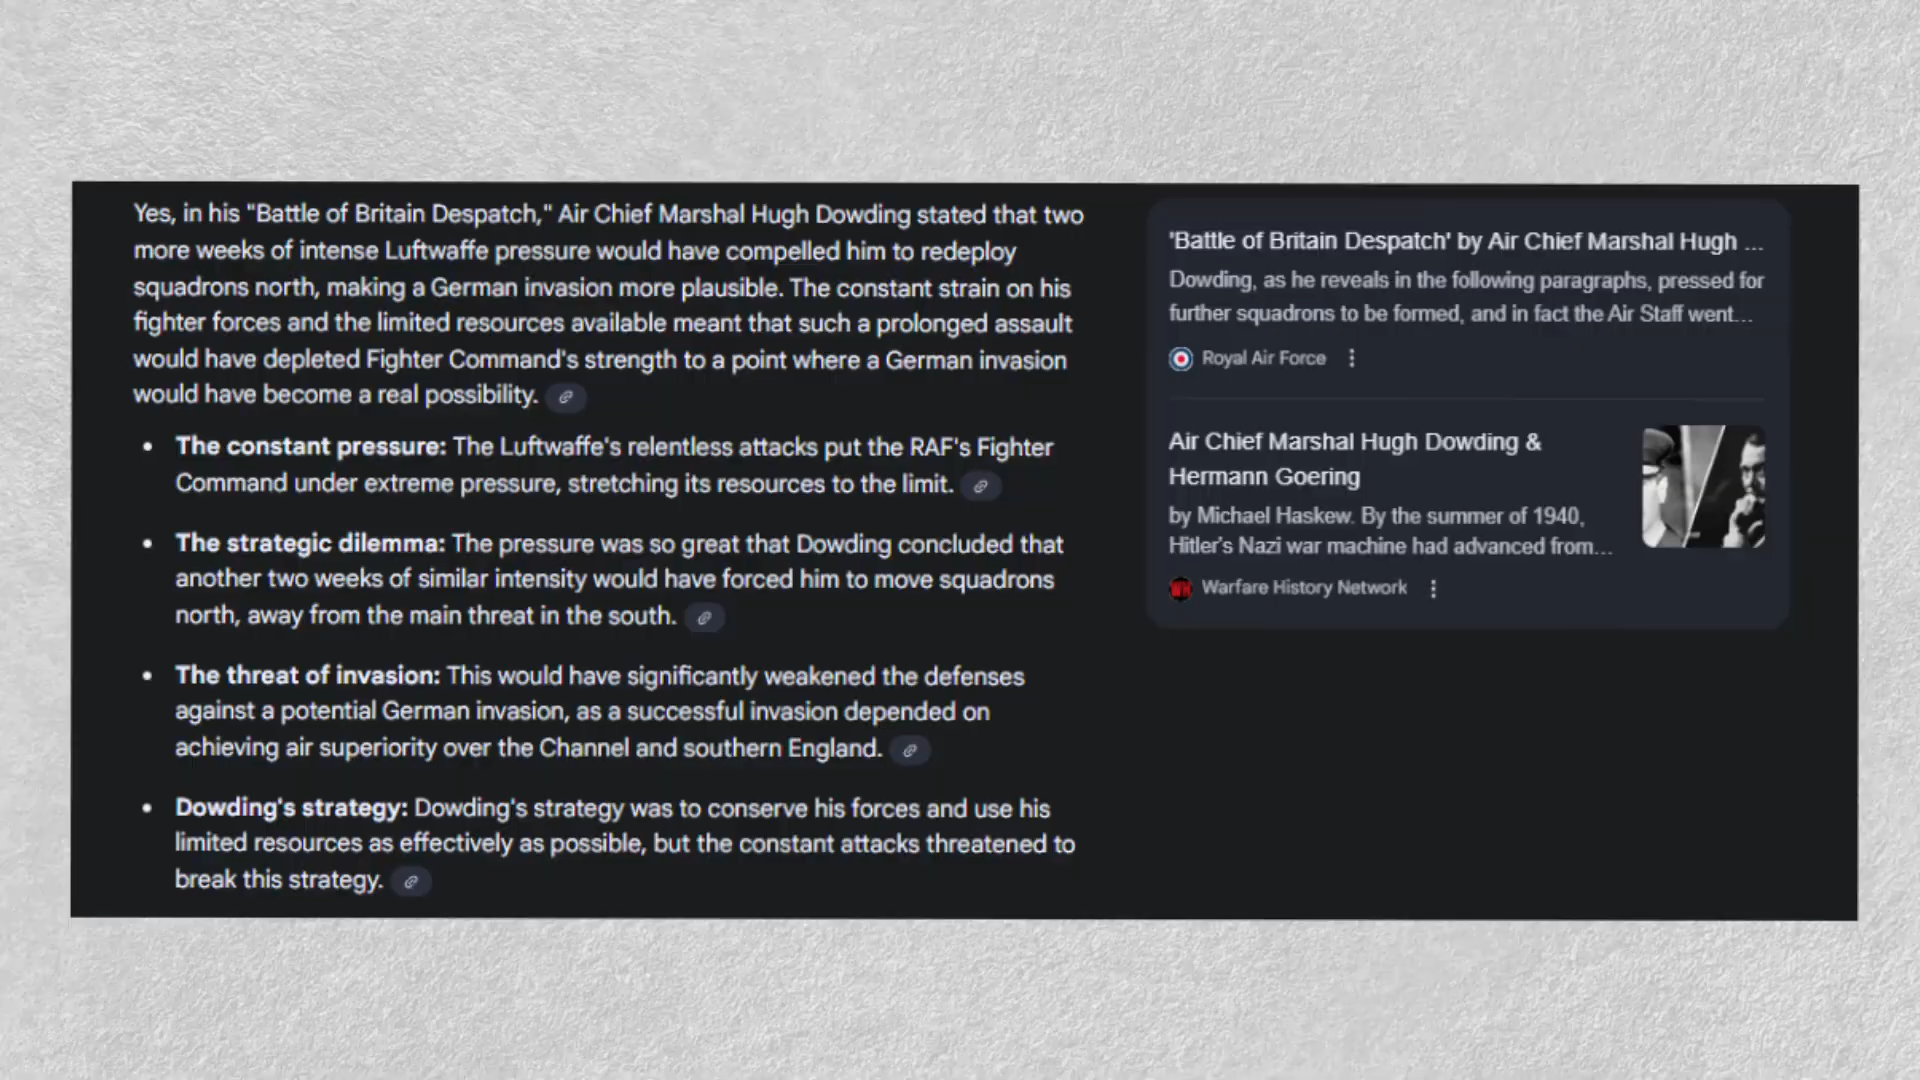 Yes, in his "Battle of Britain Despatch," Air Chief Marshal Hugh Dowding stated that two
more weeks of intense Luftwaffe pressure would have compelled him to redeploy
squadrons north, making a German invasion more plausible. The constant strain on his
fighter forces and the limited resources available meant that such a prolonged assault
would have depleted Fighter Command's strength to a point where a German invasion
would have become a real possibility.
• The constant pressure: The Luftwaffe's relentless attacks put the RAF's Fighter
Command under extreme pressure, stretching its resources to the limit.
• The strategic dilemma: The pressure was so great that Dowding concluded that
another two weeks of similar intensity would have forced him to move squadrons
north, away from the main threat in the south.
• The threat of invasion: This would have significantly weakened the defenses
against a potential German invasion, as a successful invasion depended on
achieving air superiority over the Channel and southern England.
• Dowding's strategy: Dowding's strategy was to conserve his forces and use his
limited resources as effectively as possible, but the constant attacks threatened to
break this strategy.
'Battle of Britain Despatch' by Air Chief Marshal Hugh ...
Dowding, as he reveals in the following paragraphs, pressed for
further squadrons to be formed, and in fact the Air Staff went...
Royal Air Force
Air Chief Marshal Hugh Dowding &
Hermann Goering
by Michael Haskew. By the summer of 1940,
Hitler's Nazi war machine had advanced from...
WH Warfare History Network